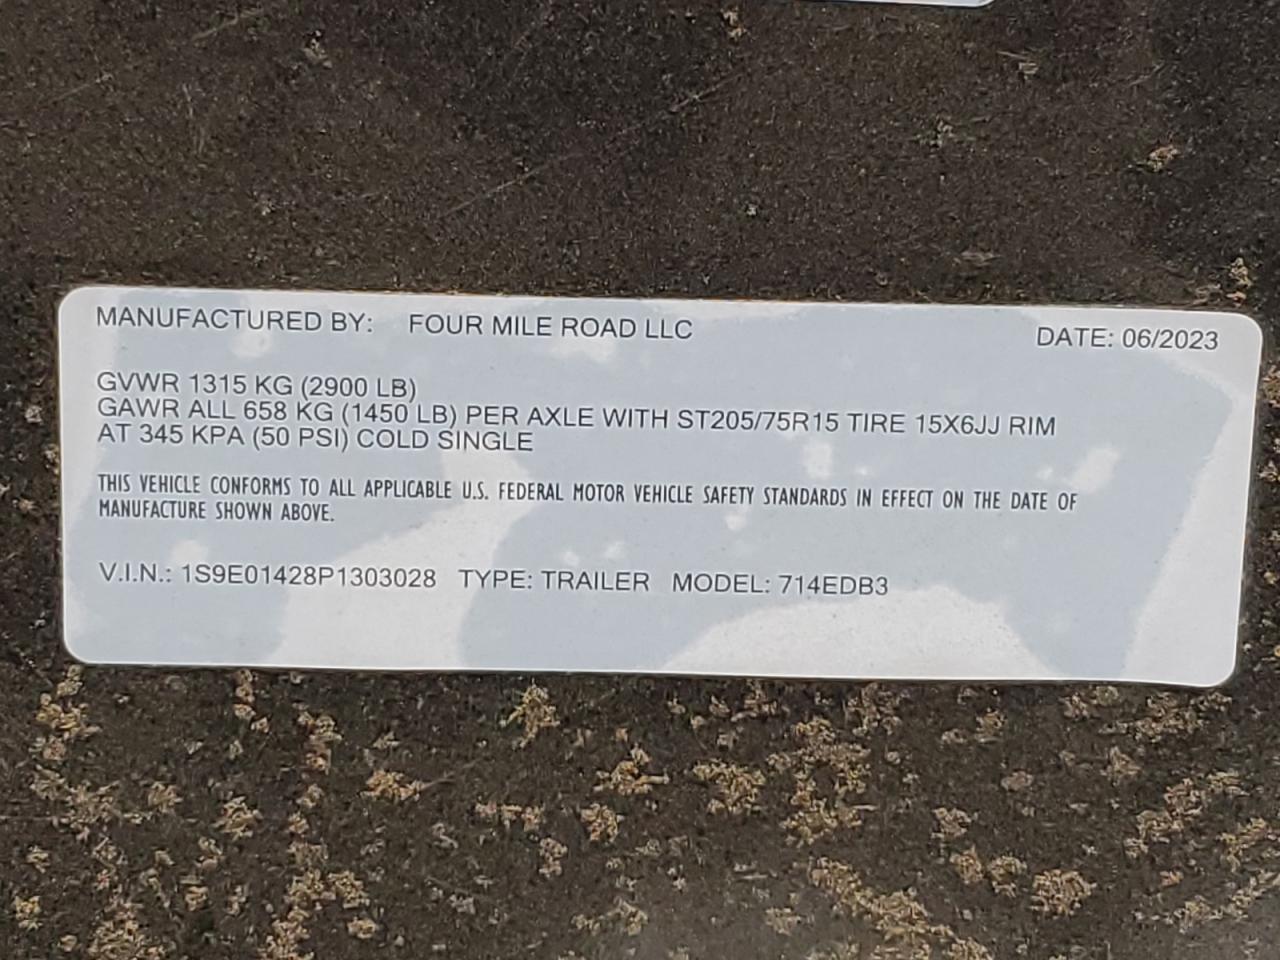 MANUFACTURED BY: FOUR MILE ROAD LLC DATE: 06/2023
GVWR 1315 KG (2900 LB)
GAWR ALL 658 KG (1450 LB) PER AXLE WITH ST205/75R15 TIRE 15X6JJ RIM
AT 345 KPA (50 PSI) COLD SINGLE
THIS VEHICLE CONFORMS TO ALL APPLICABLE U.S. FEDERAL MOTOR VEHICLE SAFETY STANDARDS IN EFFECT ON THE DATE OF
MANUFACTURE SHOWN ABOVE.
V.I.N.: 1S9E01428P1303028 TYPE: TRAILER MODEL: 714EDB3